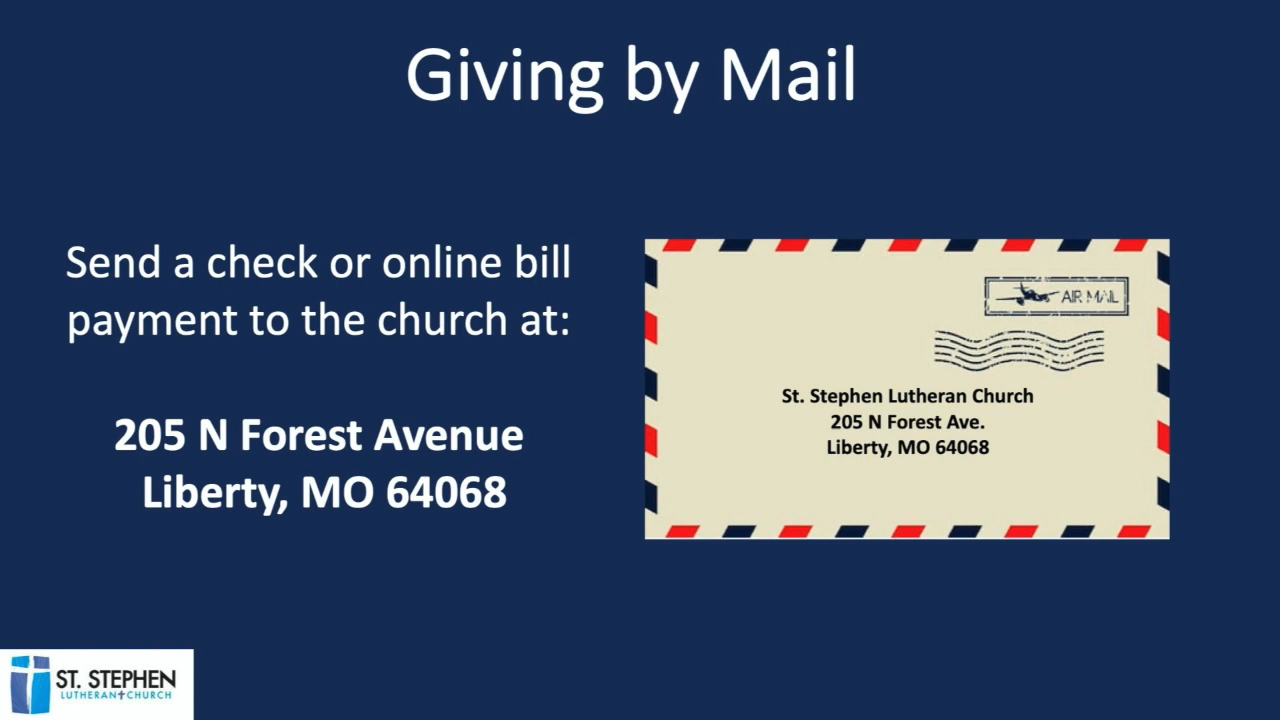 Giving by Mail
Send a check or online bill
payment to the church at:
205 N Forest Avenue
Liberty, MO 64068
AIR MAIL
St. Stephen Lutheran Church
205 N Forest Ave.
Liberty, MO 64068
ST. STEPHEN
LUTHERAN CHURCH